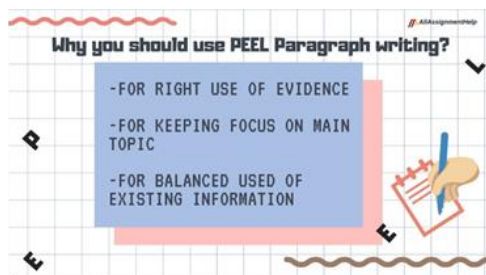 AllAssignmentHelp
Why you should use PEEL Paragraph writing?
-FOR RIGHT USE OF EVIDENCE
-FOR KEEPING FOCUS ON MAIN
TOPIC
-FOR BALANCED USED OF
EXISTING INFORMATION
P
E
E
L